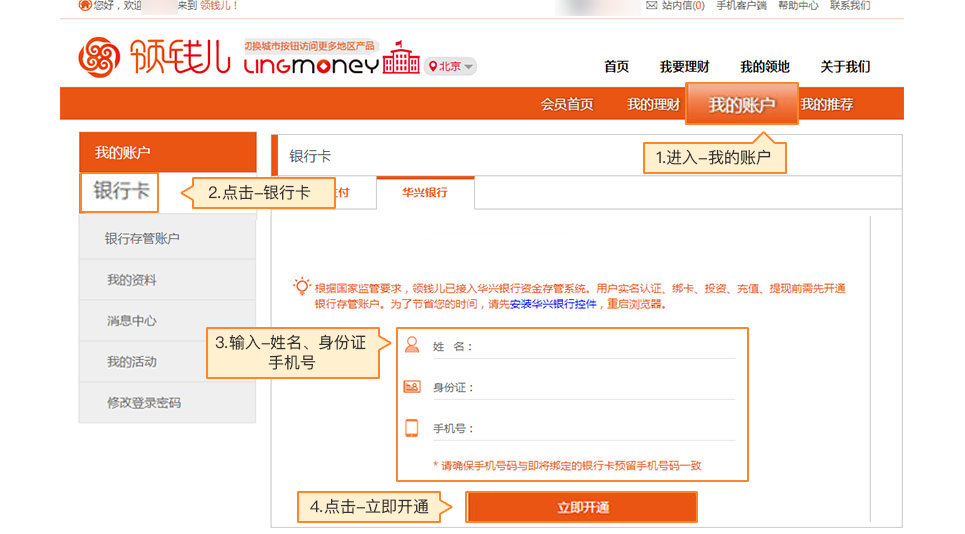 您好，欢迎
来到 领钱儿！
站内信(0) 手机客户端 帮助中心 联系我们
领钱儿
切换城市按钮访问更多地区产品
LINGMONEY
北京
首页 我要理财 我的领地 关于我们
会员首页 我的理财 我的账户 我的推荐
1.进入–我的账户
我的账户
银行卡
2.点击–银行卡
银行存管账户
我的资料
消息中心
我的活动
修改登录密码
银行卡
付 华兴银行
根据国家监管要求，领钱儿已接入华兴银行资金存管系统。用户实名认证、绑卡、投资、充值、提现前需先开通
银行存管账户。为了节省您的时间，请先安装华兴银行控件，重启浏览器。
3.输入–姓名、身份证
手机号
姓 名：
身份证：
手机号：
* 请确保手机号码与即将绑定的银行卡预留手机号码一致
4.点击–立即开通
立即开通